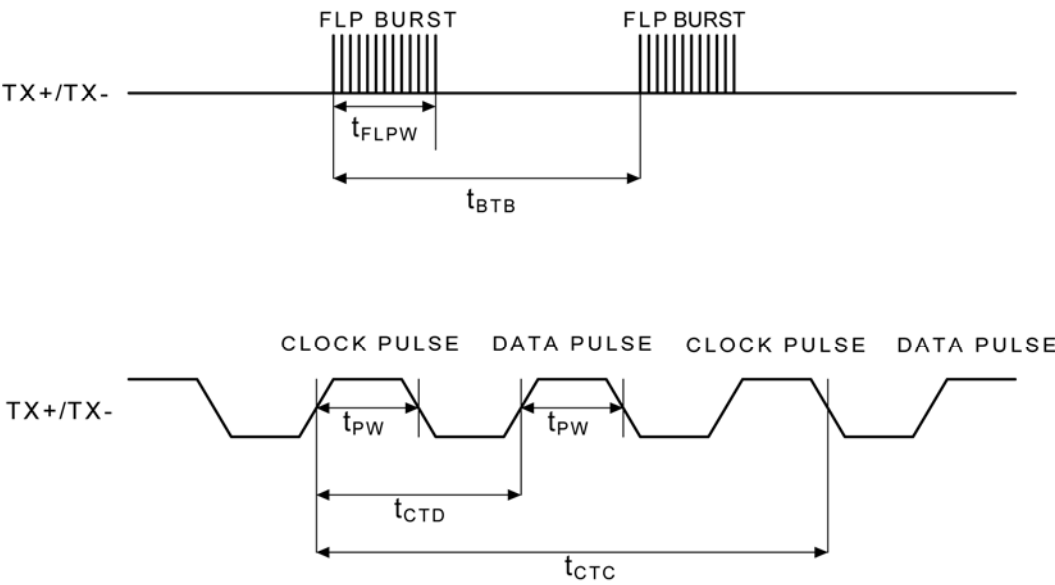 FLP BURST FLP BURST
TX+/TX-
tFLPW
tBTB
CLOCK PULSE DATA PULSE CLOCK PULSE DATA PULSE
TX+/TX-
tPW tPW
tCTD
tCTC